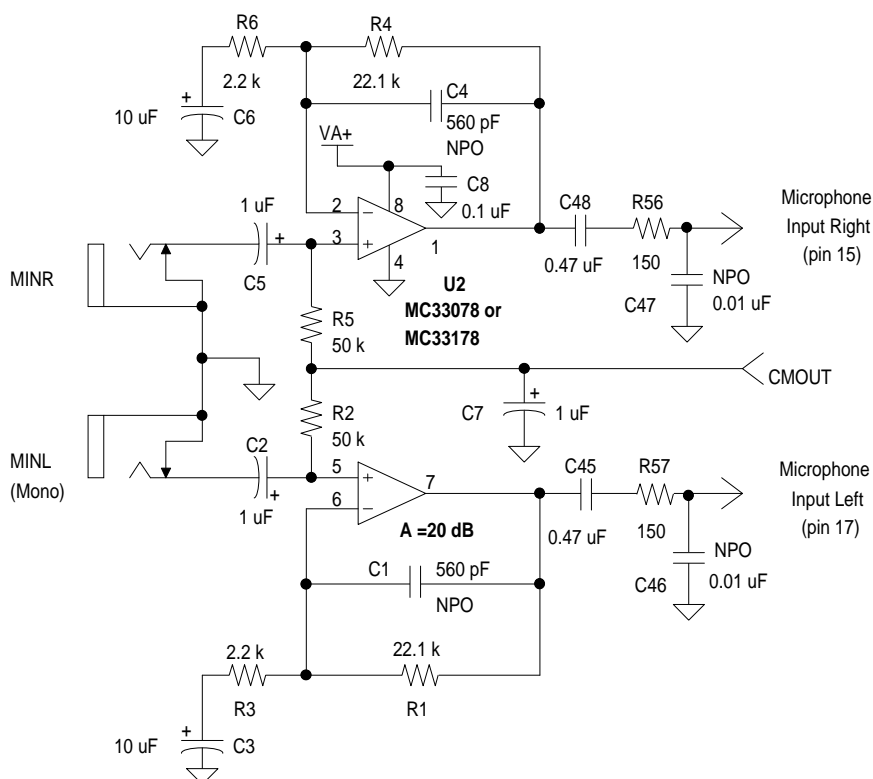 R6
R4
2.2 k
22.1 k
+
10 uF
C6
C4
560 pF
NPO
VA+
C8
0.1 uF
1 uF
+
C5
2
−
3
+
8
4
1
C48
0.47 uF
R56
150
Microphone
Input Right
(pin 15)
NPO
C47
0.01 uF
MINR
U2
MC33078 or
MC33178
R5
50 k
CMOUT
C7
+
1 uF
R2
50 k
MINL
(Mono)
C2
+
1 uF
5
+
6
−
7
A =20 dB
C45
0.47 uF
R57
150
Microphone
Input Left
(pin 17)
NPO
C46
0.01 uF
C1
560 pF
NPO
2.2 k
22.1 k
R3
R1
+
10 uF
C3